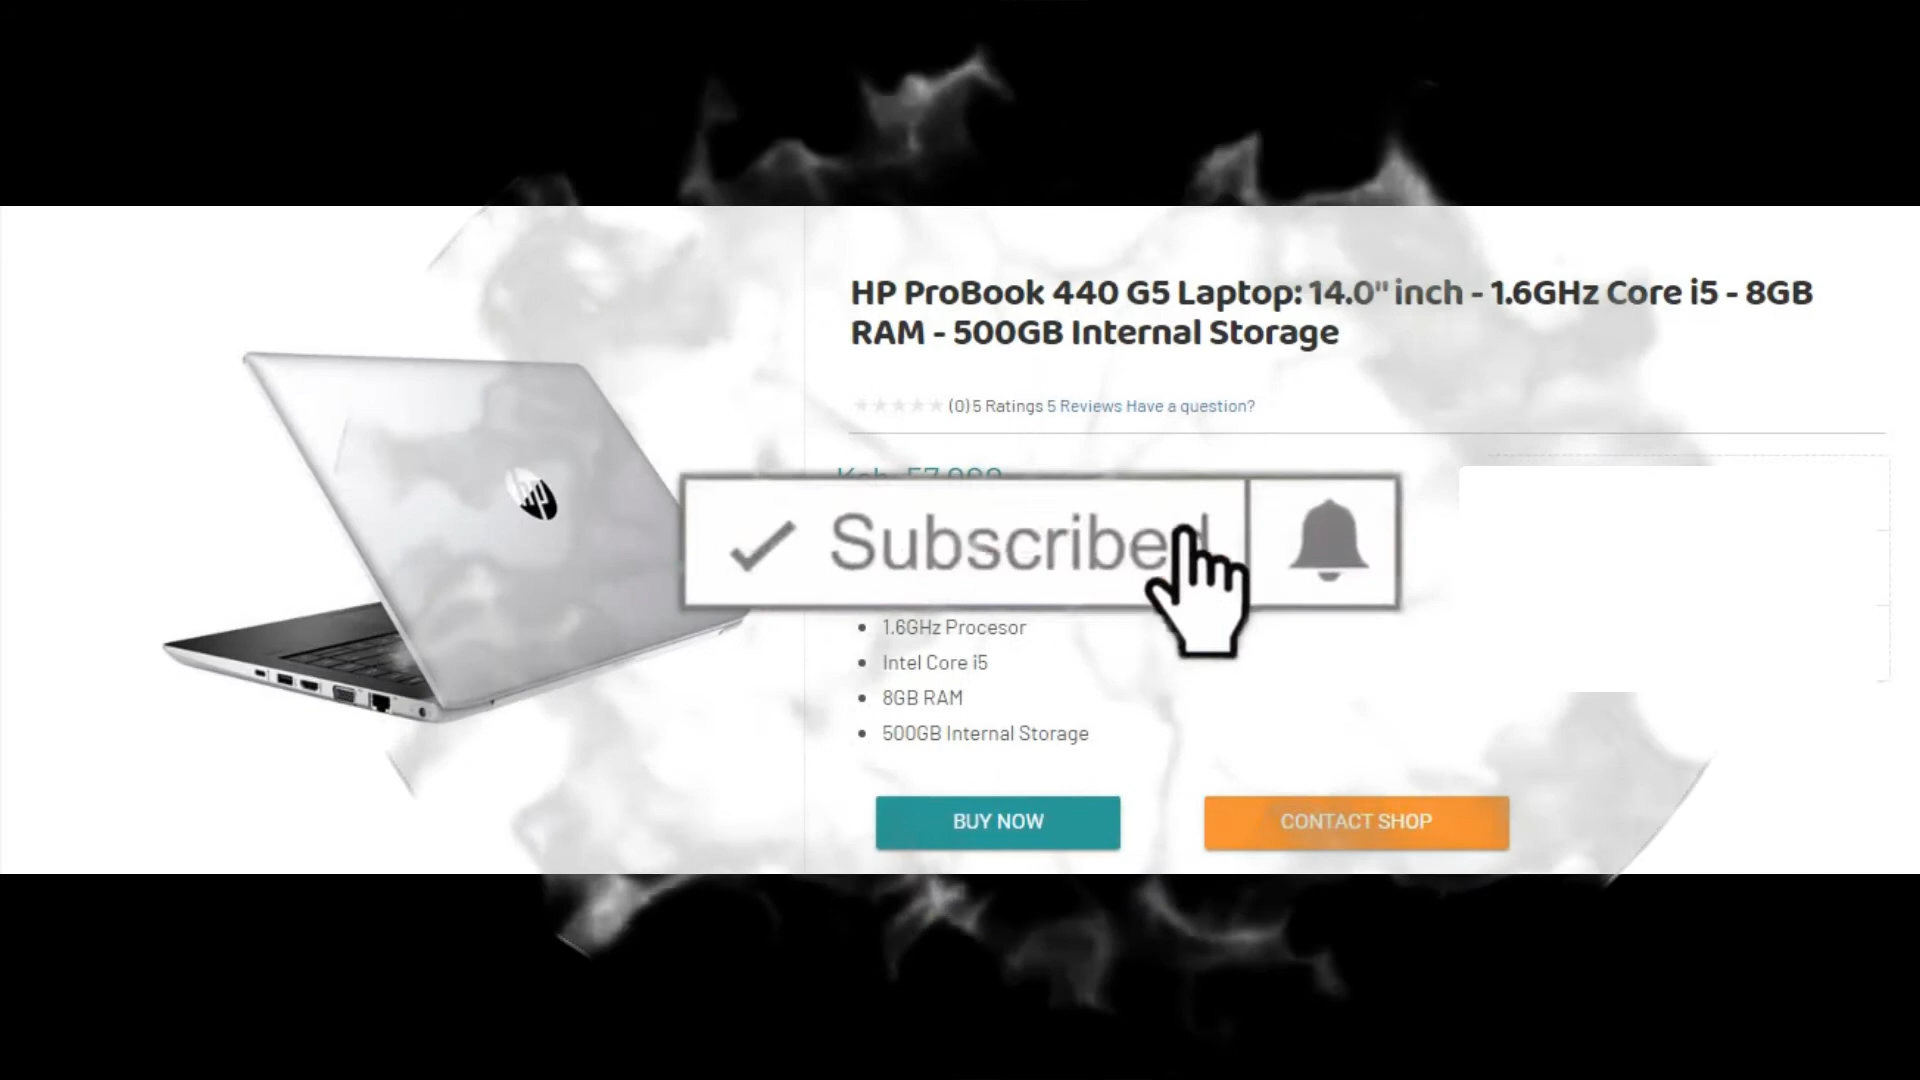 HP ProBook 440 G5 Laptop: 14.0" inch - 1.6GHz Core i5 - 8GB
RAM - 500GB Internal Storage
(0) 5 Ratings 5 Reviews Have a question?
hp
Subscribed
1.6GHz Procesor
Intel Core i5
8GB RAM
500GB Internal Storage
BUY NOW
CONTACT SHOP